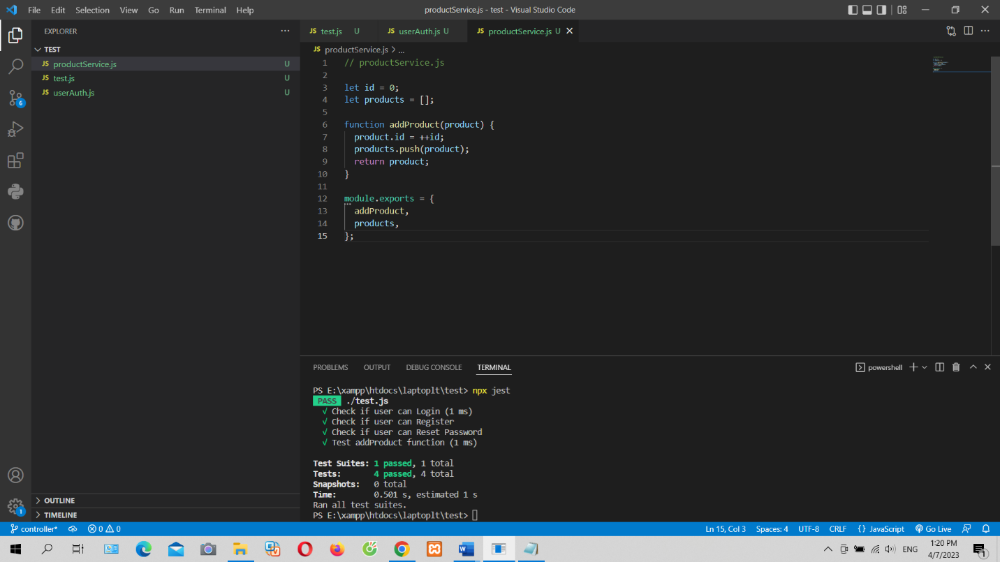 File Edit Selection View Go Run Terminal Help
productService.js - test - Visual Studio Code
EXPLORER
TEST
JS productService.js U
JS test.js U
JS userAuth.js U
6
1
OUTLINE
TIMELINE
JS test.js U
JS userAuth.js U
JS productService.js U
JS productService.js > ...
1 // productService.js
2
3 let id = 0;
4 let products = [];
5
6 function addProduct(product) {
7 product.id = ++id;
8 products.push(product);
9 return product;
10 }
11
12 module.exports = {
13 addProduct,
14 products,
15 };
PROBLEMS OUTPUT DEBUG CONSOLE TERMINAL
powershell
PS E:\xampp\htdocs\laptoplt\test> npx jest
PASS ./test.js
√ Check if user can Login (1 ms)
√ Check if user can Register
√ Check if user can Reset Password
√ Test addProduct function (1 ms)
Test Suites: 1 passed, 1 total
Tests: 4 passed, 4 total
Snapshots: 0 total
Time: 0.501 s, estimated 1 s
Ran all test suites.
PS E:\xampp\htdocs\laptoplt\test>
controller* 0 0 Ln 15, Col 3 Spaces: 4 UTF-8 CRLF {} JavaScript Go Live
ENG
1:20 PM
4/7/2023
1